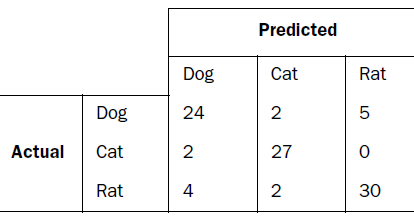 Predicted
Dog Cat Rat
Dog 24 2 5
Actual Cat 2 27 0
Rat 4 2 30